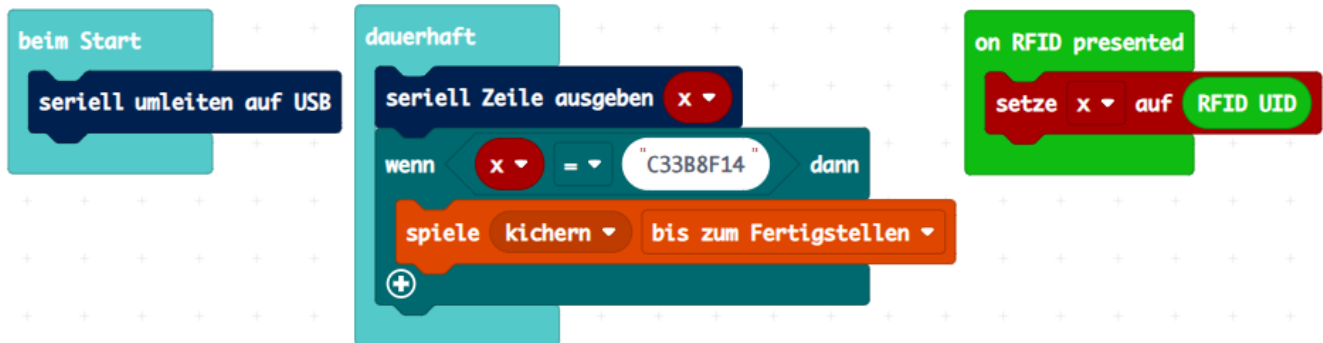 beim Start
seriell umleiten auf USB
dauerhaft
seriell Zeile ausgeben x
wenn x = "C33B8F14" dann
spiele kichern bis zum Fertigstellen
on RFID presented
setze x auf RFID UID